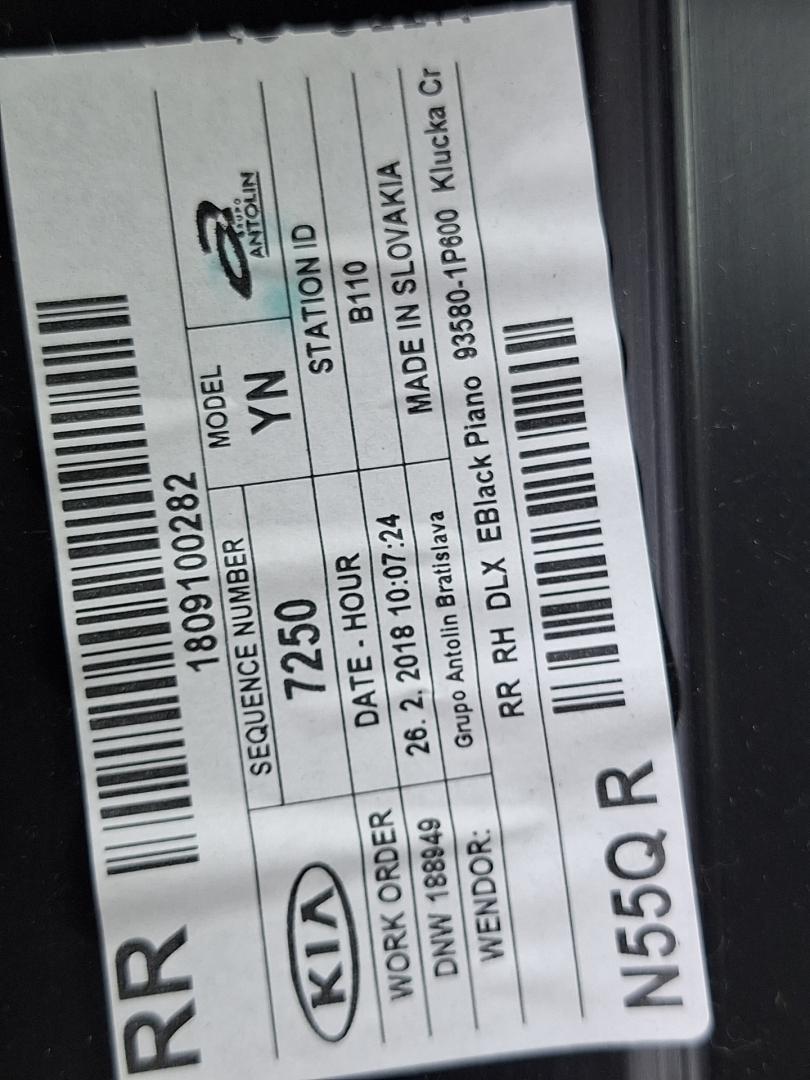 RR
1809100282
KIA
SEQUENCE NUMBER
7250
MODEL
YN
GRUPO
ANTOLIN
DATE - HOUR
STATION ID
WORK ORDER
26. 2. 2018 10:07:24
B110
DNW 188949
Grupo Antolin Bratislava
MADE IN SLOVAKIA
WENDOR:
RR RH DLX EBlack Piano 93580-1P600 Klucka Cr
N55Q R